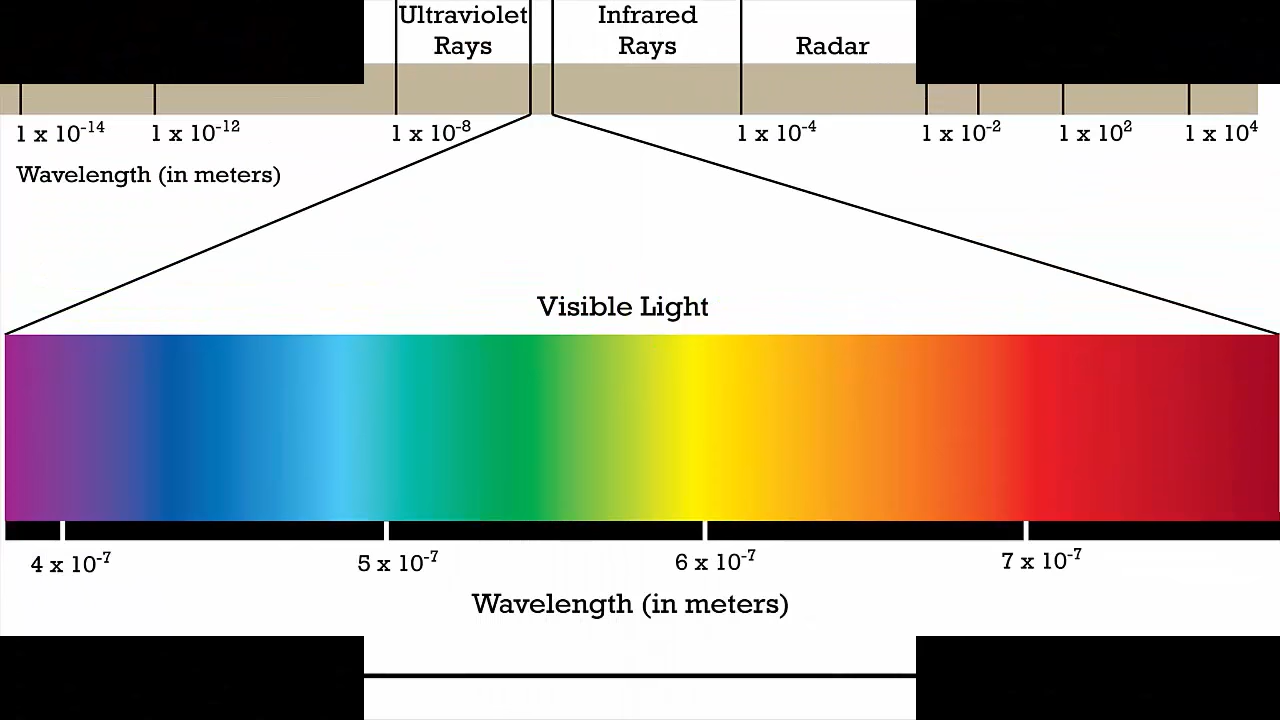 Ultraviolet Infrared
Rays Rays Radar
1 x 10⁻¹⁴ 1 x 10⁻¹² 1 x 10⁻⁸ 1 x 10⁻⁴ 1 x 10⁻² 1 x 10² 1 x 10⁴
Wavelength (in meters)
Visible Light
4 x 10⁻⁷ 5 x 10⁻⁷ 6 x 10⁻⁷ 7 x 10⁻⁷
Wavelength (in meters)